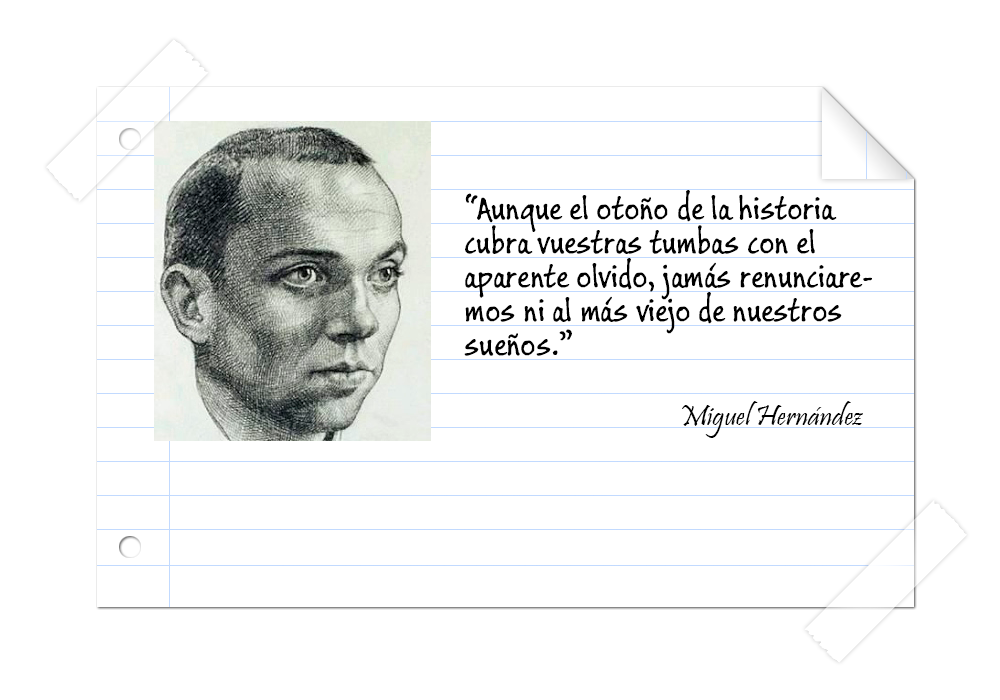 “Aunque el otoño de la historia
cubra vuestras tumbas con el
aparente olvido, jamás renunciare-
mos ni al más viejo de nuestros
sueños.”
Miguel Hernández